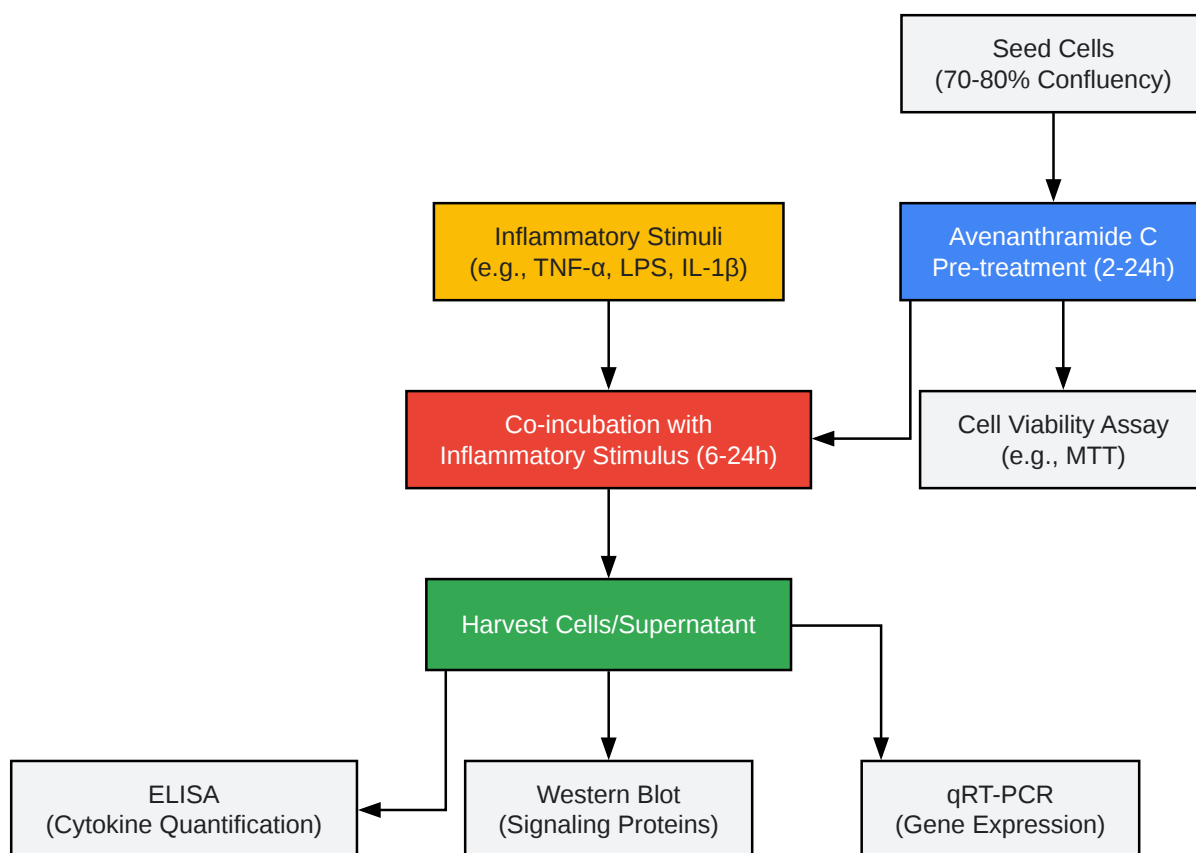 Seed Cells
(70-80% Confluency)
Inflammatory Stimuli
(e.g., TNF-α, LPS, IL-1β)
Avenanthramide C
Pre-treatment (2-24h)
Co-incubation with
Inflammatory Stimulus (6-24h)
Cell Viability Assay
(e.g., MTT)
Harvest Cells/Supernatant
ELISA
(Cytokine Quantification)
Western Blot
(Signaling Proteins)
qRT-PCR
(Gene Expression)